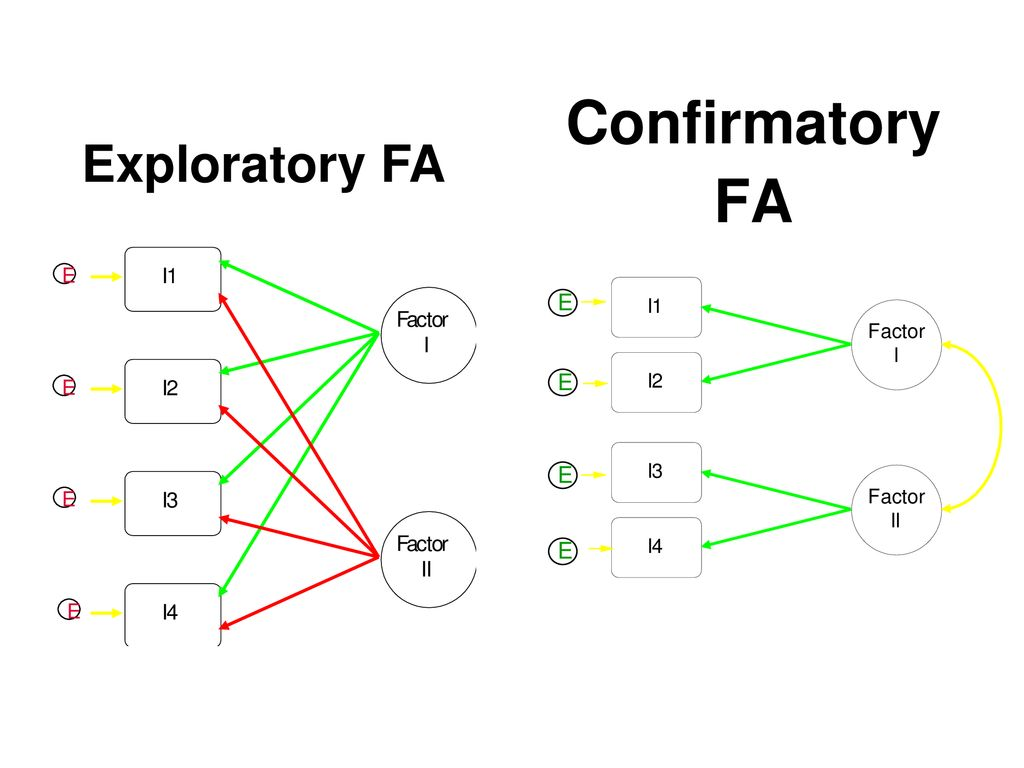 Exploratory FA
E
I1
Factor
I
E
I2
E
I3
Factor
II
E
I4
Confirmatory
FA
E
I1
Factor
I
E
I2
E
I3
Factor
II
E
I4